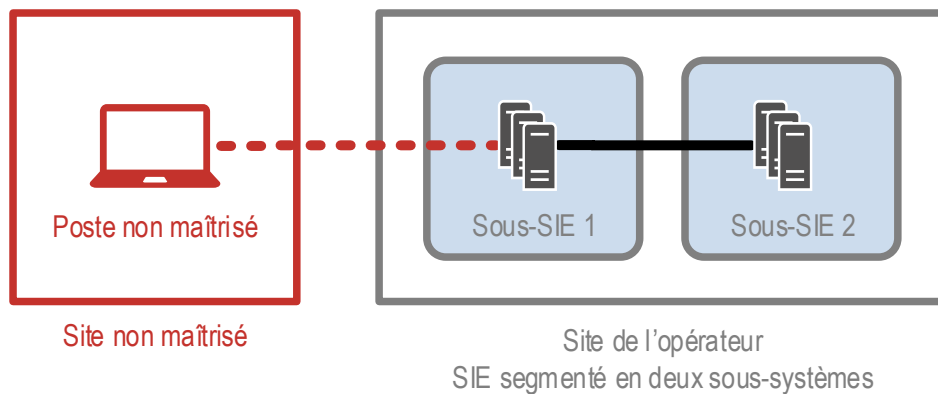 Poste non maîtrisé
Sous-SIE 1
Sous-SIE 2
Site non maîtrisé
Site de l'opérateur
SIE segmenté en deux sous-systèmes